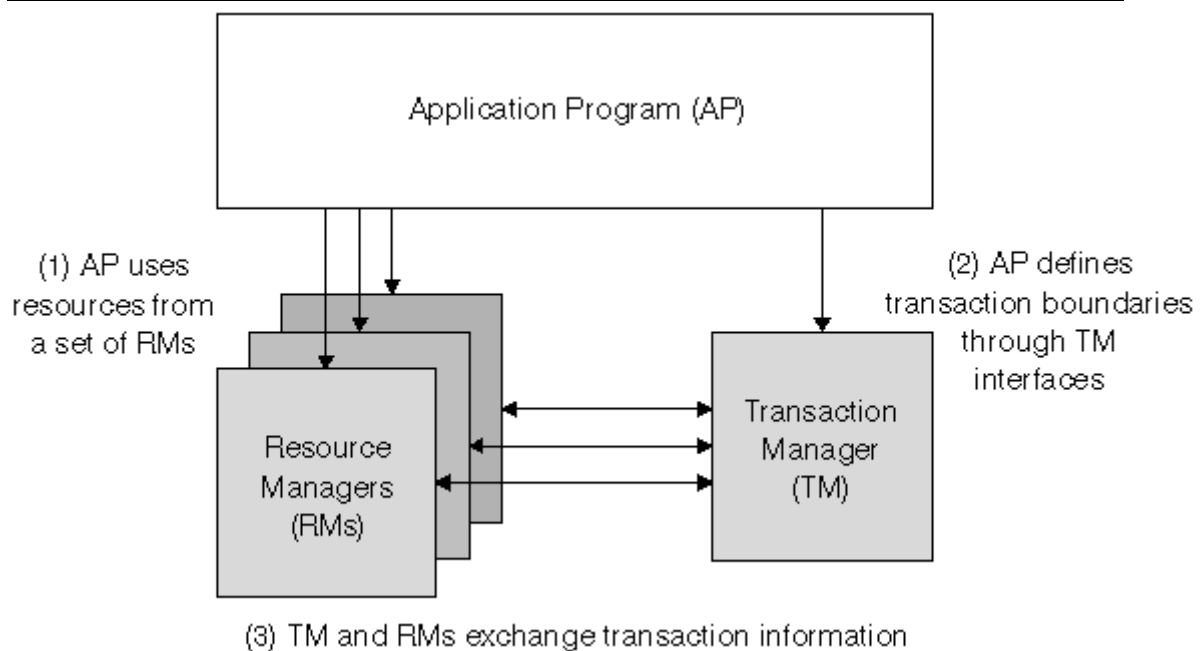 Application Program (AP)
(1) AP uses
resources from
a set of RMs
(2) AP defines
transaction boundaries
through TM
interfaces
Resource
Managers
(RMs)
Transaction
Manager
(TM)
(3) TM and RMs exchange transaction information